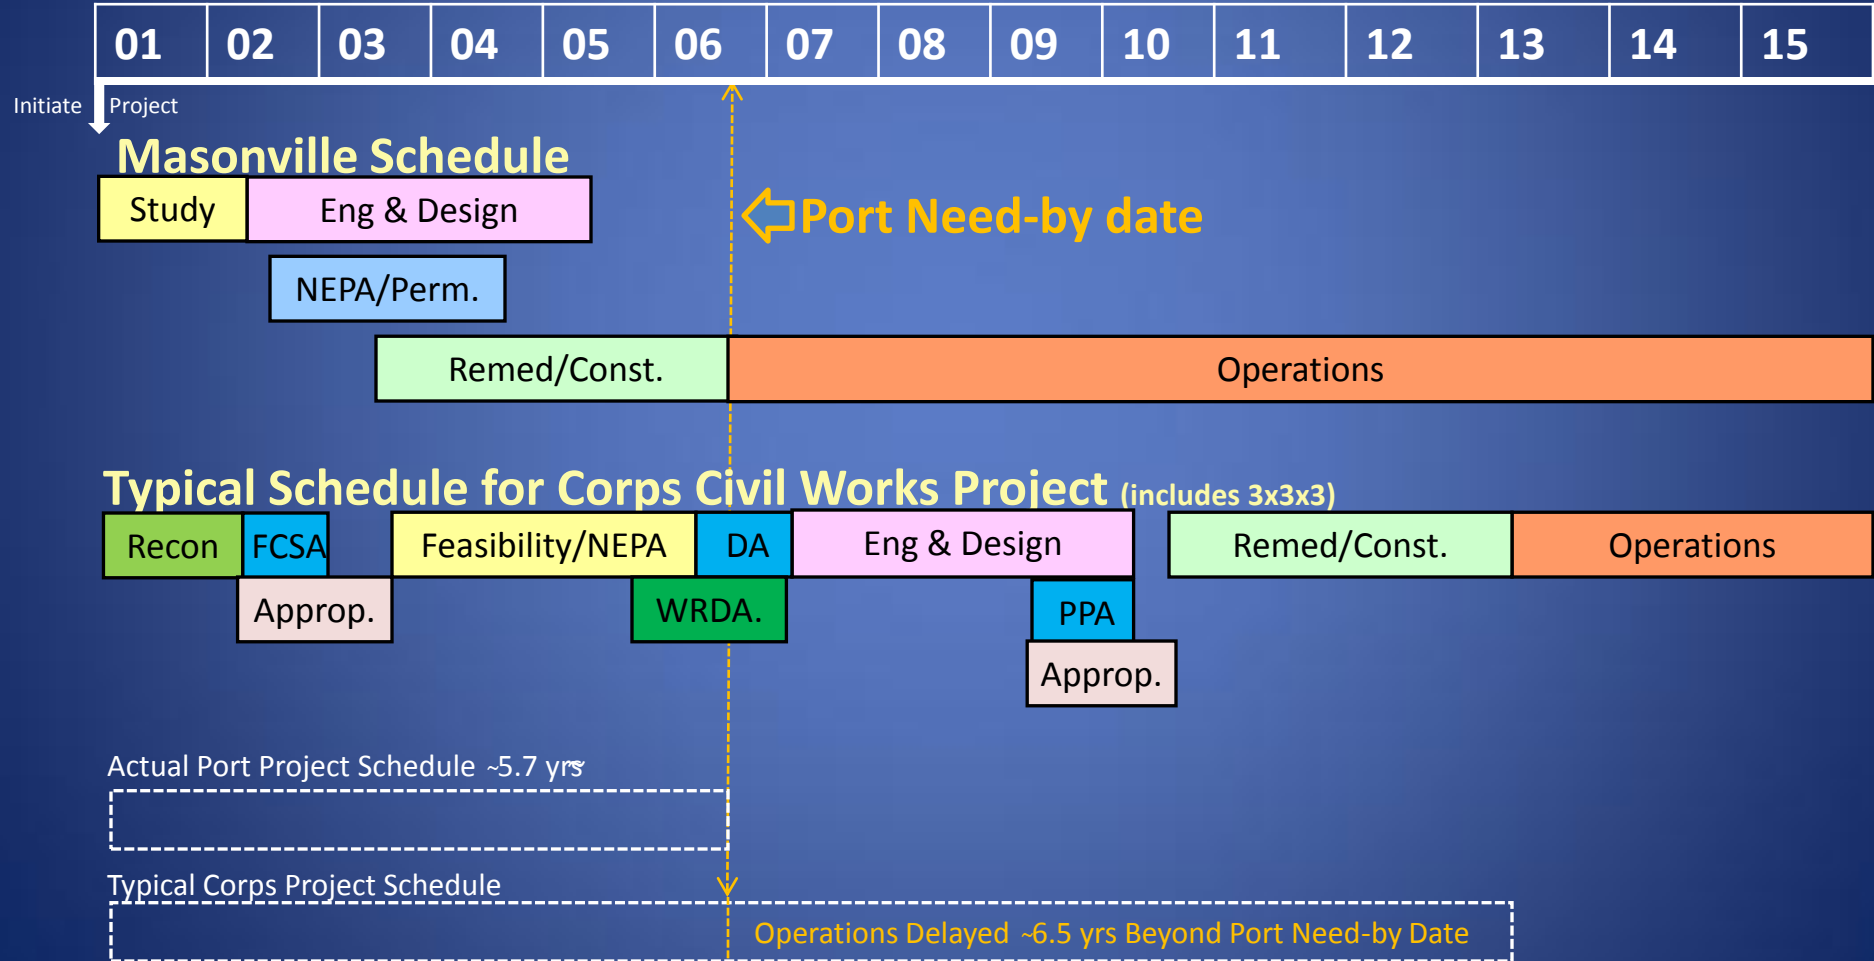 01 02 03 04 05 06 07 08 09 10 11 12 13 14 15
Initiate Project
Masonville Schedule
Study Eng & Design
Port Need-by date
NEPA/Perm.
Remed/Const. Operations
Typical Schedule for Corps Civil Works Project (includes 3x3x3)
Recon FCSA Feasibility/NEPA DA Eng & Design Remed/Const. Operations
Approp. WRDA. PPA
Approp.
Actual Port Project Schedule ~5.7 yrs
Typical Corps Project Schedule
Operations Delayed ~6.5 yrs Beyond Port Need-by Date